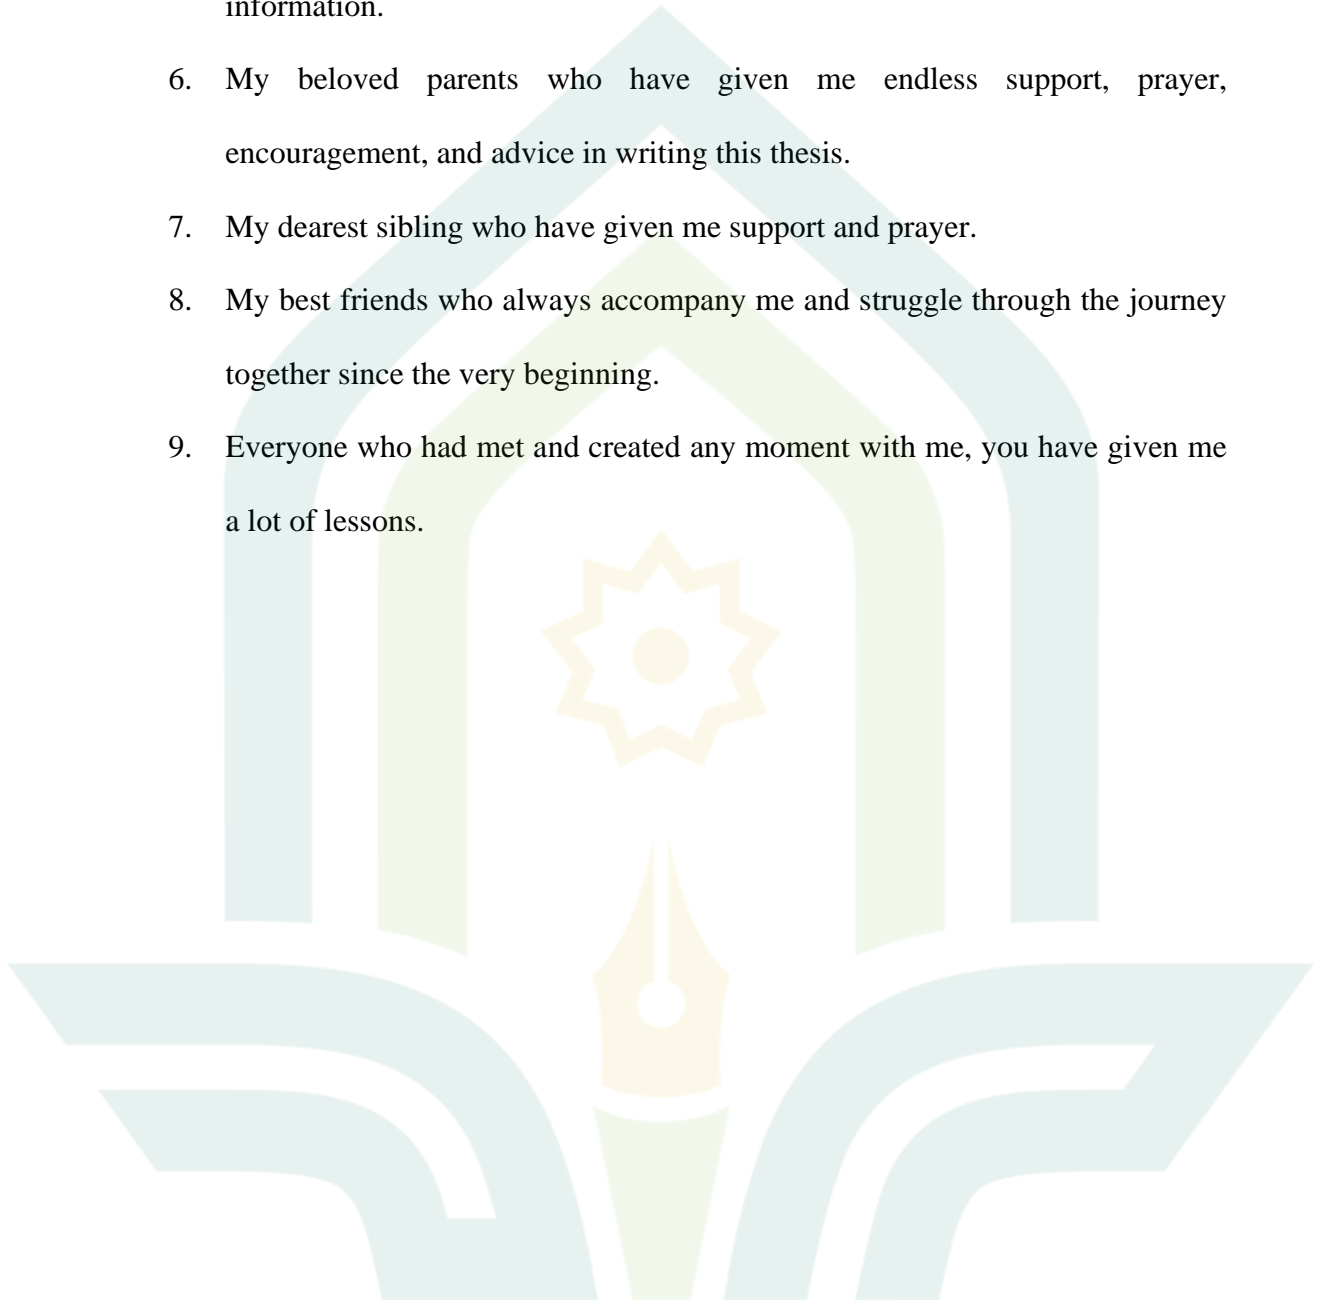 information.
6. My beloved parents who have given me endless support, prayer,
encouragement, and advice in writing this thesis.
7. My dearest sibling who have given me support and prayer.
8. My best friends who always accompany me and struggle through the journey
together since the very beginning.
9. Everyone who had met and created any moment with me, you have given me
a lot of lessons.